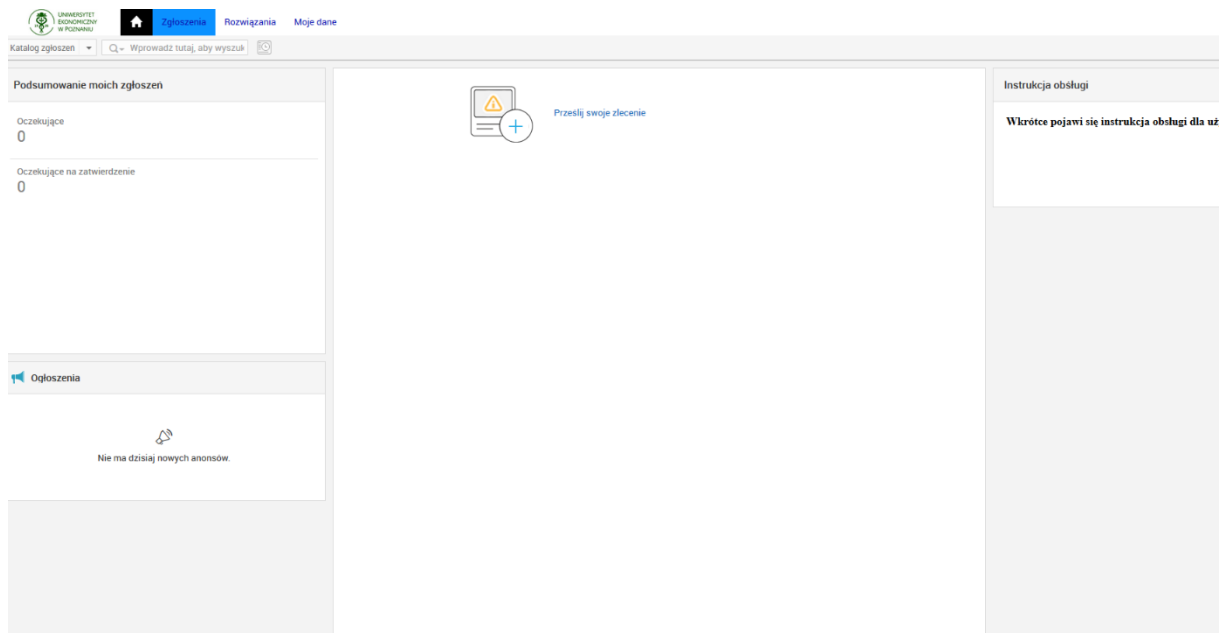 UNIWERSYTET
EKONOMICZNY
W POZNANIU
Zgłoszenia
Rozwiązania
Moje dane
Katalog zgłoszeń
Wprowadź tutaj, aby wyszuk
Podsumowanie moich zgłoszeń
Oczekujące
0
Oczekujące na zatwierdzenie
0
Ogłoszenia
Nie ma dzisiaj nowych anonsów.
Prześlij swoje zlecenie
Instrukcja obsługi
Wkrótce pojawi się instrukcja obsługi dla uż